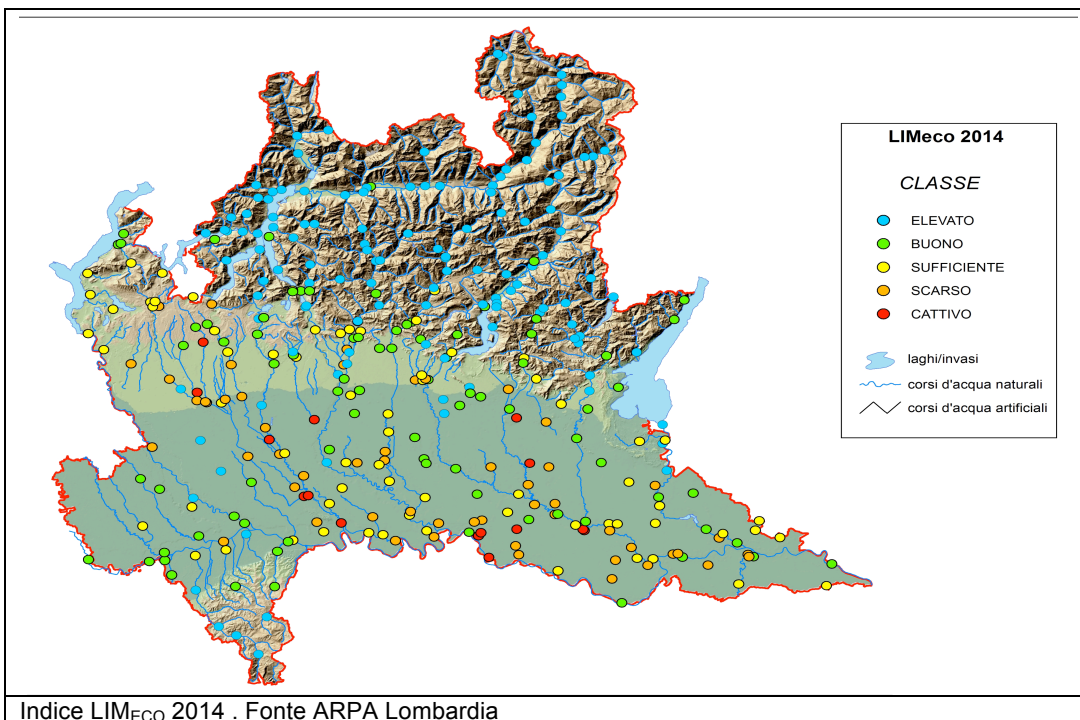 LIMeco 2014
CLASSE
ELEVATO
BUONO
SUFFICIENTE
SCARSO
CATTIVO
laghi/invasi
corsi d'acqua naturali
corsi d'acqua artificiali
Indice LIMECO 2014 . Fonte ARPA Lombardia